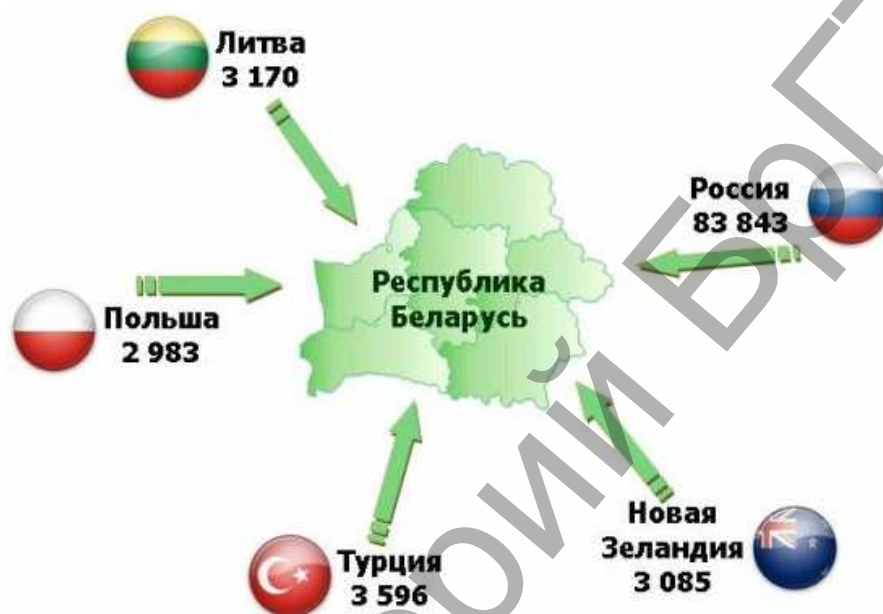 Литва
3 170
Россия
83 843
Республика
Беларусь
Польша
2 983
Новая
Зеландия
3 085
Турция
3 596